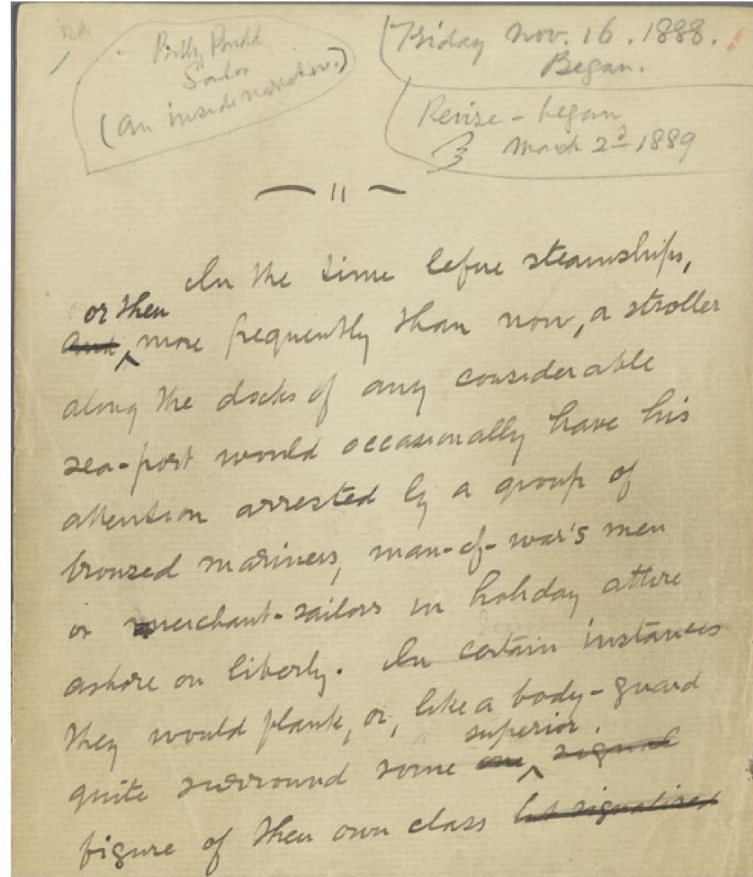 Billy Budd
Sailor
(An inside narrative.)
Friday Nov. 16. 1888.
Began.
Revise - began
March 2d 1889
11
In the time before steamships,
or then
more frequently than now, a stroller
along the docks of any considerable
sea-port would occasionally have his
attention arrested by a group of
bronzed mariners, man-of-war's men
or merchant-sailors in holiday attire
ashore on liberty. In certain instances
they would flank, or, like a body-guard
superior.
quite surround some one signal
figure of their own class